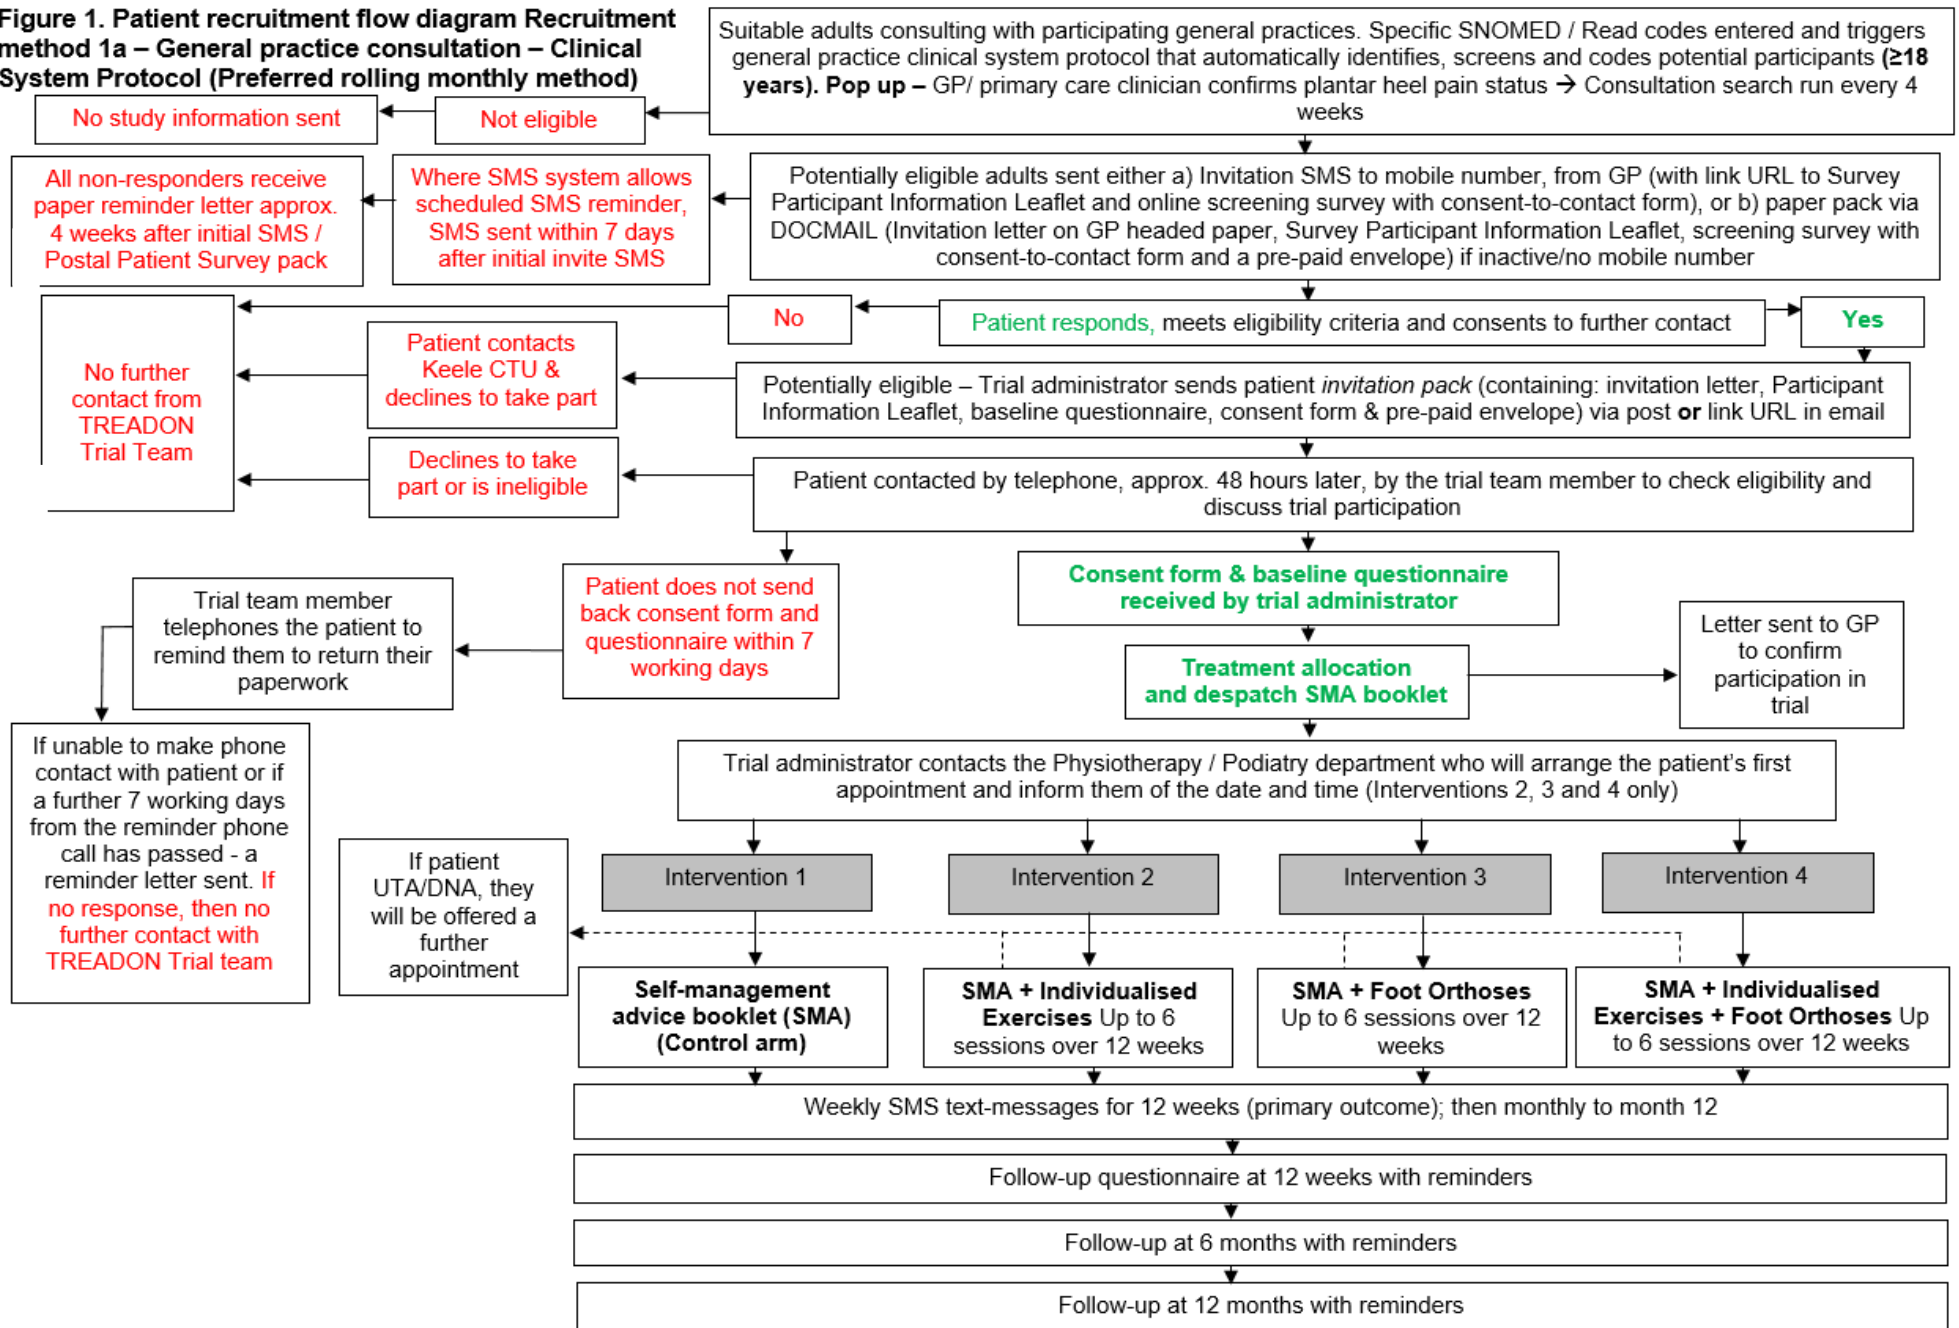 Figure 1. Patient recruitment flow diagram Recruitment
method 1a – General practice consultation – Clinical
System Protocol (Preferred rolling monthly method)
Suitable adults consulting with participating general practices. Specific SNOMED / Read codes entered and triggers
general practice clinical system protocol that automatically identifies, screens and codes potential participants (≥18
years). Pop up – GP/ primary care clinician confirms plantar heel pain status → Consultation search run every 4
weeks
Not eligible
No study information sent
Potentially eligible adults sent either a) Invitation SMS to mobile number, from GP (with link URL to Survey
Participant Information Leaflet and online screening survey with consent-to-contact form), or b) paper pack via
DOCMAIL (Invitation letter on GP headed paper, Survey Participant Information Leaflet, screening survey with
consent-to-contact form and a pre-paid envelope) if inactive/no mobile number
Where SMS system allows
scheduled SMS reminder,
SMS sent within 7 days
after initial invite SMS
All non-responders receive
paper reminder letter approx.
4 weeks after initial SMS /
Postal Patient Survey pack
Patient responds, meets eligibility criteria and consents to further contact
Yes
No
No further
contact from
TREADON
Trial Team
Potentially eligible – Trial administrator sends patient invitation pack (containing: invitation letter, Participant
Information Leaflet, baseline questionnaire, consent form & pre-paid envelope) via post or link URL in email
Patient contacts
Keele CTU &
declines to take part
Patient contacted by telephone, approx. 48 hours later, by the trial team member to check eligibility and
discuss trial participation
Declines to take
part or is ineligible
Consent form & baseline questionnaire
received by trial administrator
Patient does not send
back consent form and
questionnaire within 7
working days
Trial team member
telephones the patient to
remind them to return their
paperwork
If unable to make phone
contact with patient or if
a further 7 working days
from the reminder phone
call has passed - a
reminder letter sent. If
no response, then no
further contact with
TREADON Trial team
Treatment allocation
and despatch SMA booklet
Letter sent to GP
to confirm
participation in
trial
Trial administrator contacts the Physiotherapy / Podiatry department who will arrange the patient's first
appointment and inform them of the date and time (Interventions 2, 3 and 4 only)
If patient
UTA/DNA, they
will be offered a
further
appointment
Intervention 1
Intervention 2
Intervention 3
Intervention 4
Self-management
advice booklet (SMA)
(Control arm)
SMA + Individualised
Exercises Up to 6
sessions over 12 weeks
SMA + Foot Orthoses
Up to 6 sessions over 12
weeks
SMA + Individualised
Exercises + Foot Orthoses Up
to 6 sessions over 12 weeks
Weekly SMS text-messages for 12 weeks (primary outcome); then monthly to month 12
Follow-up questionnaire at 12 weeks with reminders
Follow-up at 6 months with reminders
Follow-up at 12 months with reminders